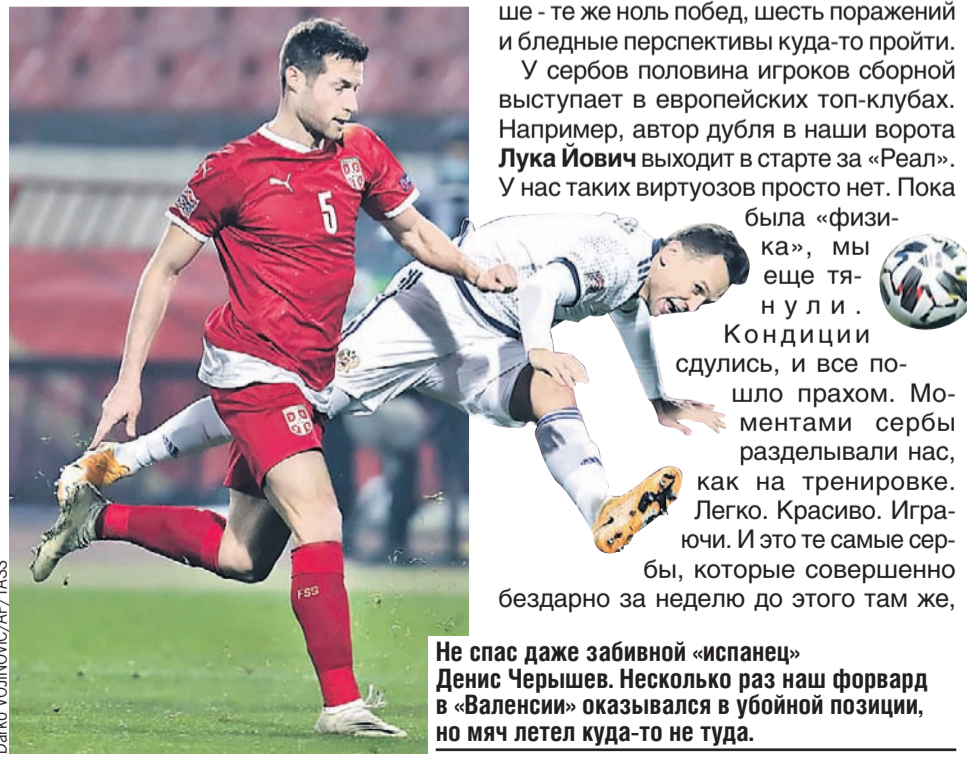 ше - те же ноль побед, шесть поражений
и бледные перспективы куда-то пройти.
У сербов половина игроков сборной
выступает в европейских топ-клубах.
Например, автор дубля в наши ворота
Лука Йович выходит в старте за «Реал».
У нас таких виртуозов просто нет. Пока
была «физи-
ка», мы
еще тя-
нули.
Кондиции
сдулись, и все по-
шло прахом. Мо-
ментами сербы
разделывали нас,
как на тренировке.
Легко. Красиво. Игра-
ючи. И это те самые сер-
бы, которые совершенно
бездарно за неделю до этого там же,
Не спас даже забивной «испанец»
Денис Черышев. Несколько раз наш форвард
в «Валенсии» оказывался в убойной позиции,
но мяч летел куда-то не туда.
Darko VOJINOVIC/AP/TASS
5
FSS